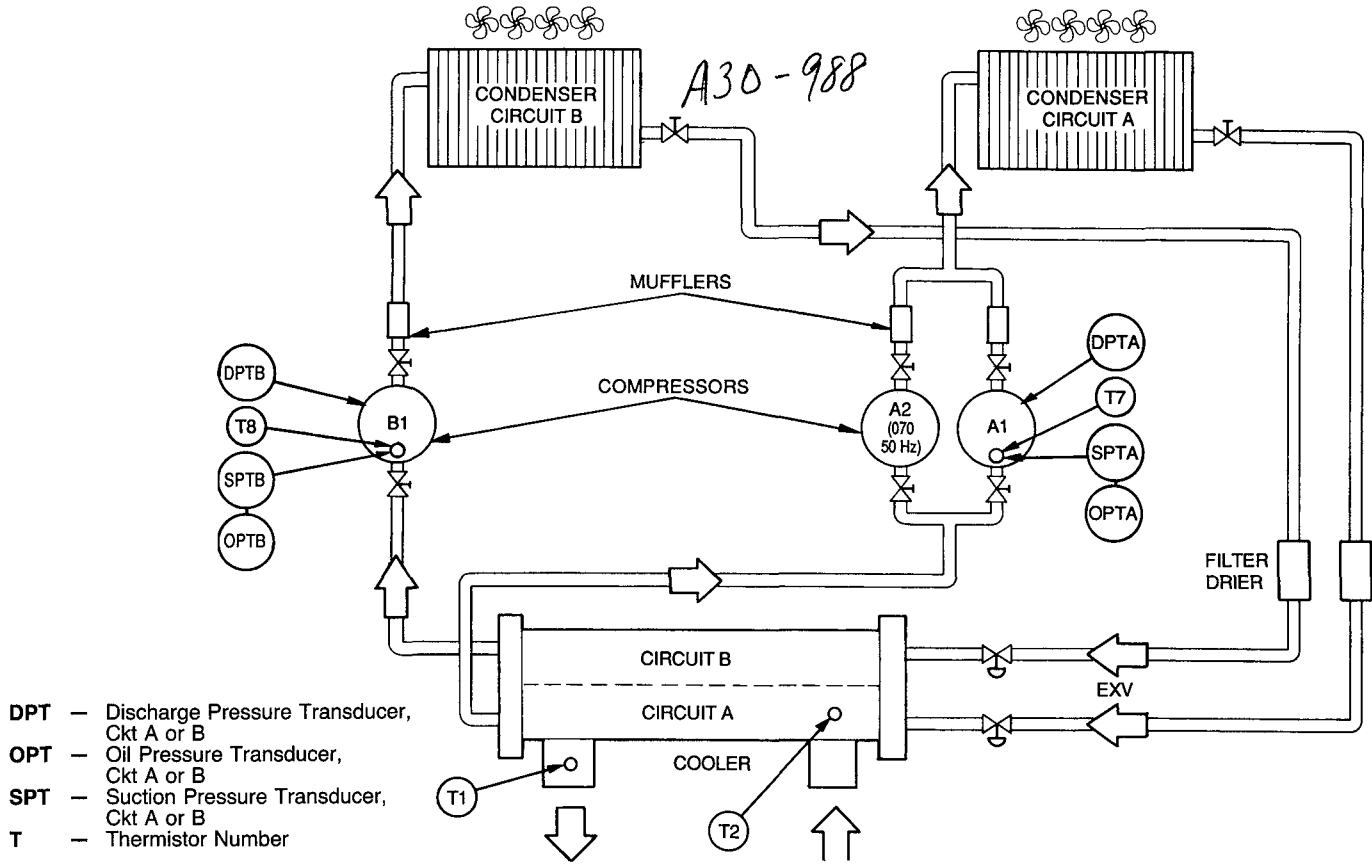 CONDENSER
CIRCUIT B
A30-988
CONDENSER
CIRCUIT A
MUFFLERS
DPTB
DPTA
COMPRESSORS
T8
B1
A2
(070
50 Hz)
A1
T7
SPTB
SPTA
OPTB
OPTA
FILTER
DRIER
CIRCUIT B
EXV
CIRCUIT A
COOLER
T1
T2
DPT — Discharge Pressure Transducer,
Ckt A or B
OPT — Oil Pressure Transducer,
Ckt A or B
SPT — Suction Pressure Transducer,
Ckt A or B
T — Thermistor Number